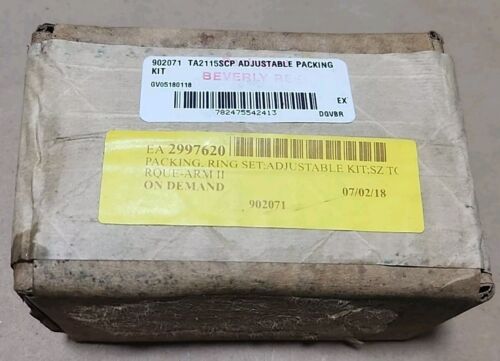 902071 TA2115SCP ADJUSTABLE PACKING
KIT
BEVERLY
GV05180118
EX
782475542413
DGVBR
EA 2997620
PACKING, RING SET;ADJUSTABLE KIT;SZ TO
RQUE-ARM II
ON DEMAND
07/02/18
902071